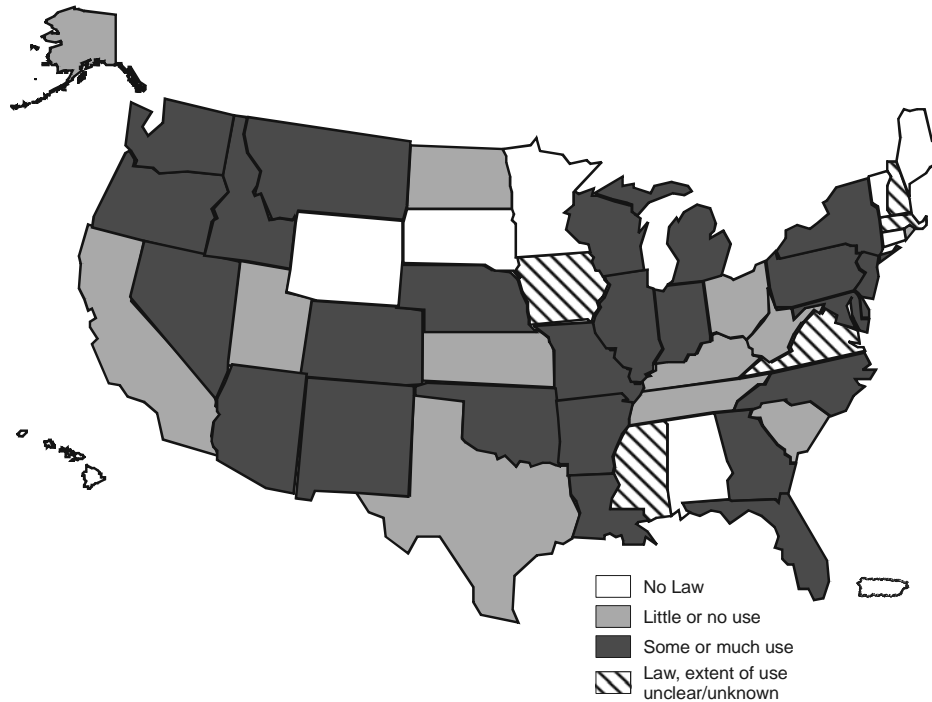 No Law
Little or no use
Some or much use
Law, extent of use
unclear/unknown